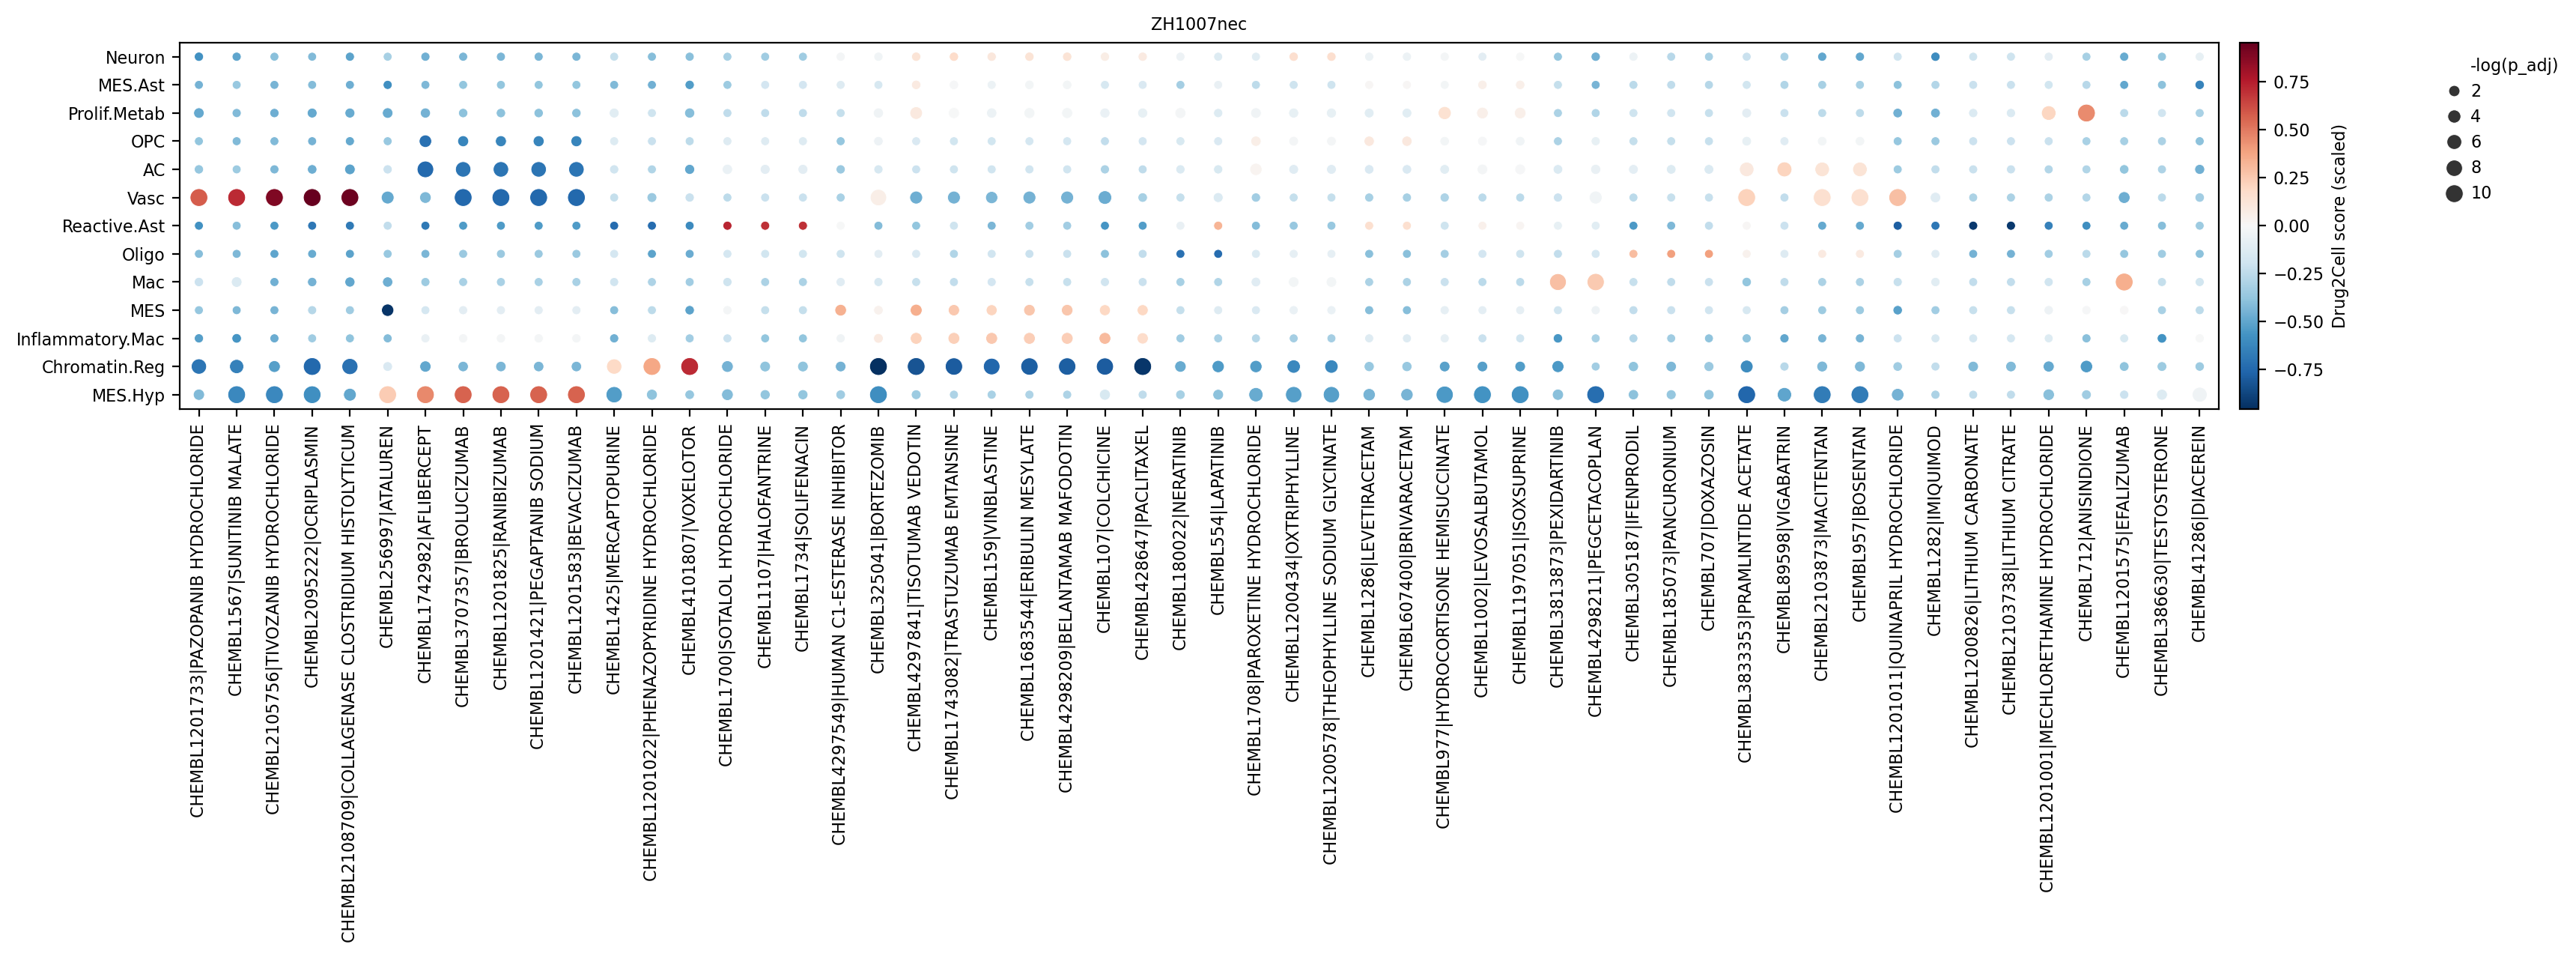 ZH1007nec
Neuron
MES.Ast
Prolif.Metab
OPC
AC
Vasc
Reactive.Ast
Oligo
Mac
MES
Inflammatory.Mac
Chromatin.Reg
MES.Hyp
CHEMBL1201733|PAZOPANIB HYDROCHLORIDE
CHEMBL1567|SUNITINIB MALATE
CHEMBL2105756|TIVOZANIB HYDROCHLORIDE
CHEMBL2095222|OCRIPLASMIN
CHEMBL2108709|COLLAGENASE CLOSTRIDIUM HISTOLYTICUM
CHEMBL256997|ATALUREN
CHEMBL1742982|AFLIBERCEPT
CHEMBL3707357|BROLUCIZUMAB
CHEMBL1201825|RANIBIZUMAB
CHEMBL1201421|PEGAPTANIB SODIUM
CHEMBL1201583|BEVACIZUMAB
CHEMBL1425|MERCAPTOPURINE
CHEMBL1201022|PHENAZOPYRIDINE HYDROCHLORIDE
CHEMBL4101807|VOXELOTOR
CHEMBL1700|SOTALOL HYDROCHLORIDE
CHEMBL1107|HALOFANTRINE
CHEMBL1734|SOLIFENACIN
CHEMBL4297549|HUMAN C1-ESTERASE INHIBITOR
CHEMBL325041|BORTEZOMIB
CHEMBL4297841|TISOTUMAB VEDOTIN
CHEMBL1743082|TRASTUZUMAB EMTANSINE
CHEMBL159|VINBLASTINE
CHEMBL1683544|ERIBULIN MESYLATE
CHEMBL4298209|BELANTAMAB MAFODOTIN
CHEMBL107|COLCHICINE
CHEMBL428647|PACLITAXEL
CHEMBL180022|NERATINIB
CHEMBL554|LAPATINIB
CHEMBL1708|PAROXETINE HYDROCHLORIDE
CHEMBL1200434|OXTRIPHYLLINE
CHEMBL1200578|THEOPHYLLINE SODIUM GLYCINATE
CHEMBL1286|LEVETIRACETAM
CHEMBL607400|BRIVARACETAM
CHEMBL977|HYDROCORTISONE HEMISUCCINATE
CHEMBL1002|LEVOSALBUTAMOL
CHEMBL1197051|ISOXSUPRINE
CHEMBL3813873|PEXIDARTINIB
CHEMBL4298211|PEGCETACOPLAN
CHEMBL305187|IFENPRODIL
CHEMBL185073|PANCURONIUM
CHEMBL707|DOXAZOSIN
CHEMBL3833353|PRAMLINTIDE ACETATE
CHEMBL89598|VIGABATRIN
CHEMBL2103873|MACITENTAN
CHEMBL957|BOSENTAN
CHEMBL1201011|QUINAPRIL HYDROCHLORIDE
CHEMBL1282|IMIQUIMOD
CHEMBL1200826|LITHIUM CARBONATE
CHEMBL2103738|LITHIUM CITRATE
CHEMBL1201001|MECHLORETHAMINE HYDROCHLORIDE
CHEMBL712|ANISINDIONE
CHEMBL1201575|EFALIZUMAB
CHEMBL386630|TESTOSTERONE
CHEMBL41286|DIACEREIN
0.75
0.50
0.25
0.00
−0.25
−0.50
−0.75
Drug2Cell score (scaled)
-log(p_adj)
2
4
6
8
10